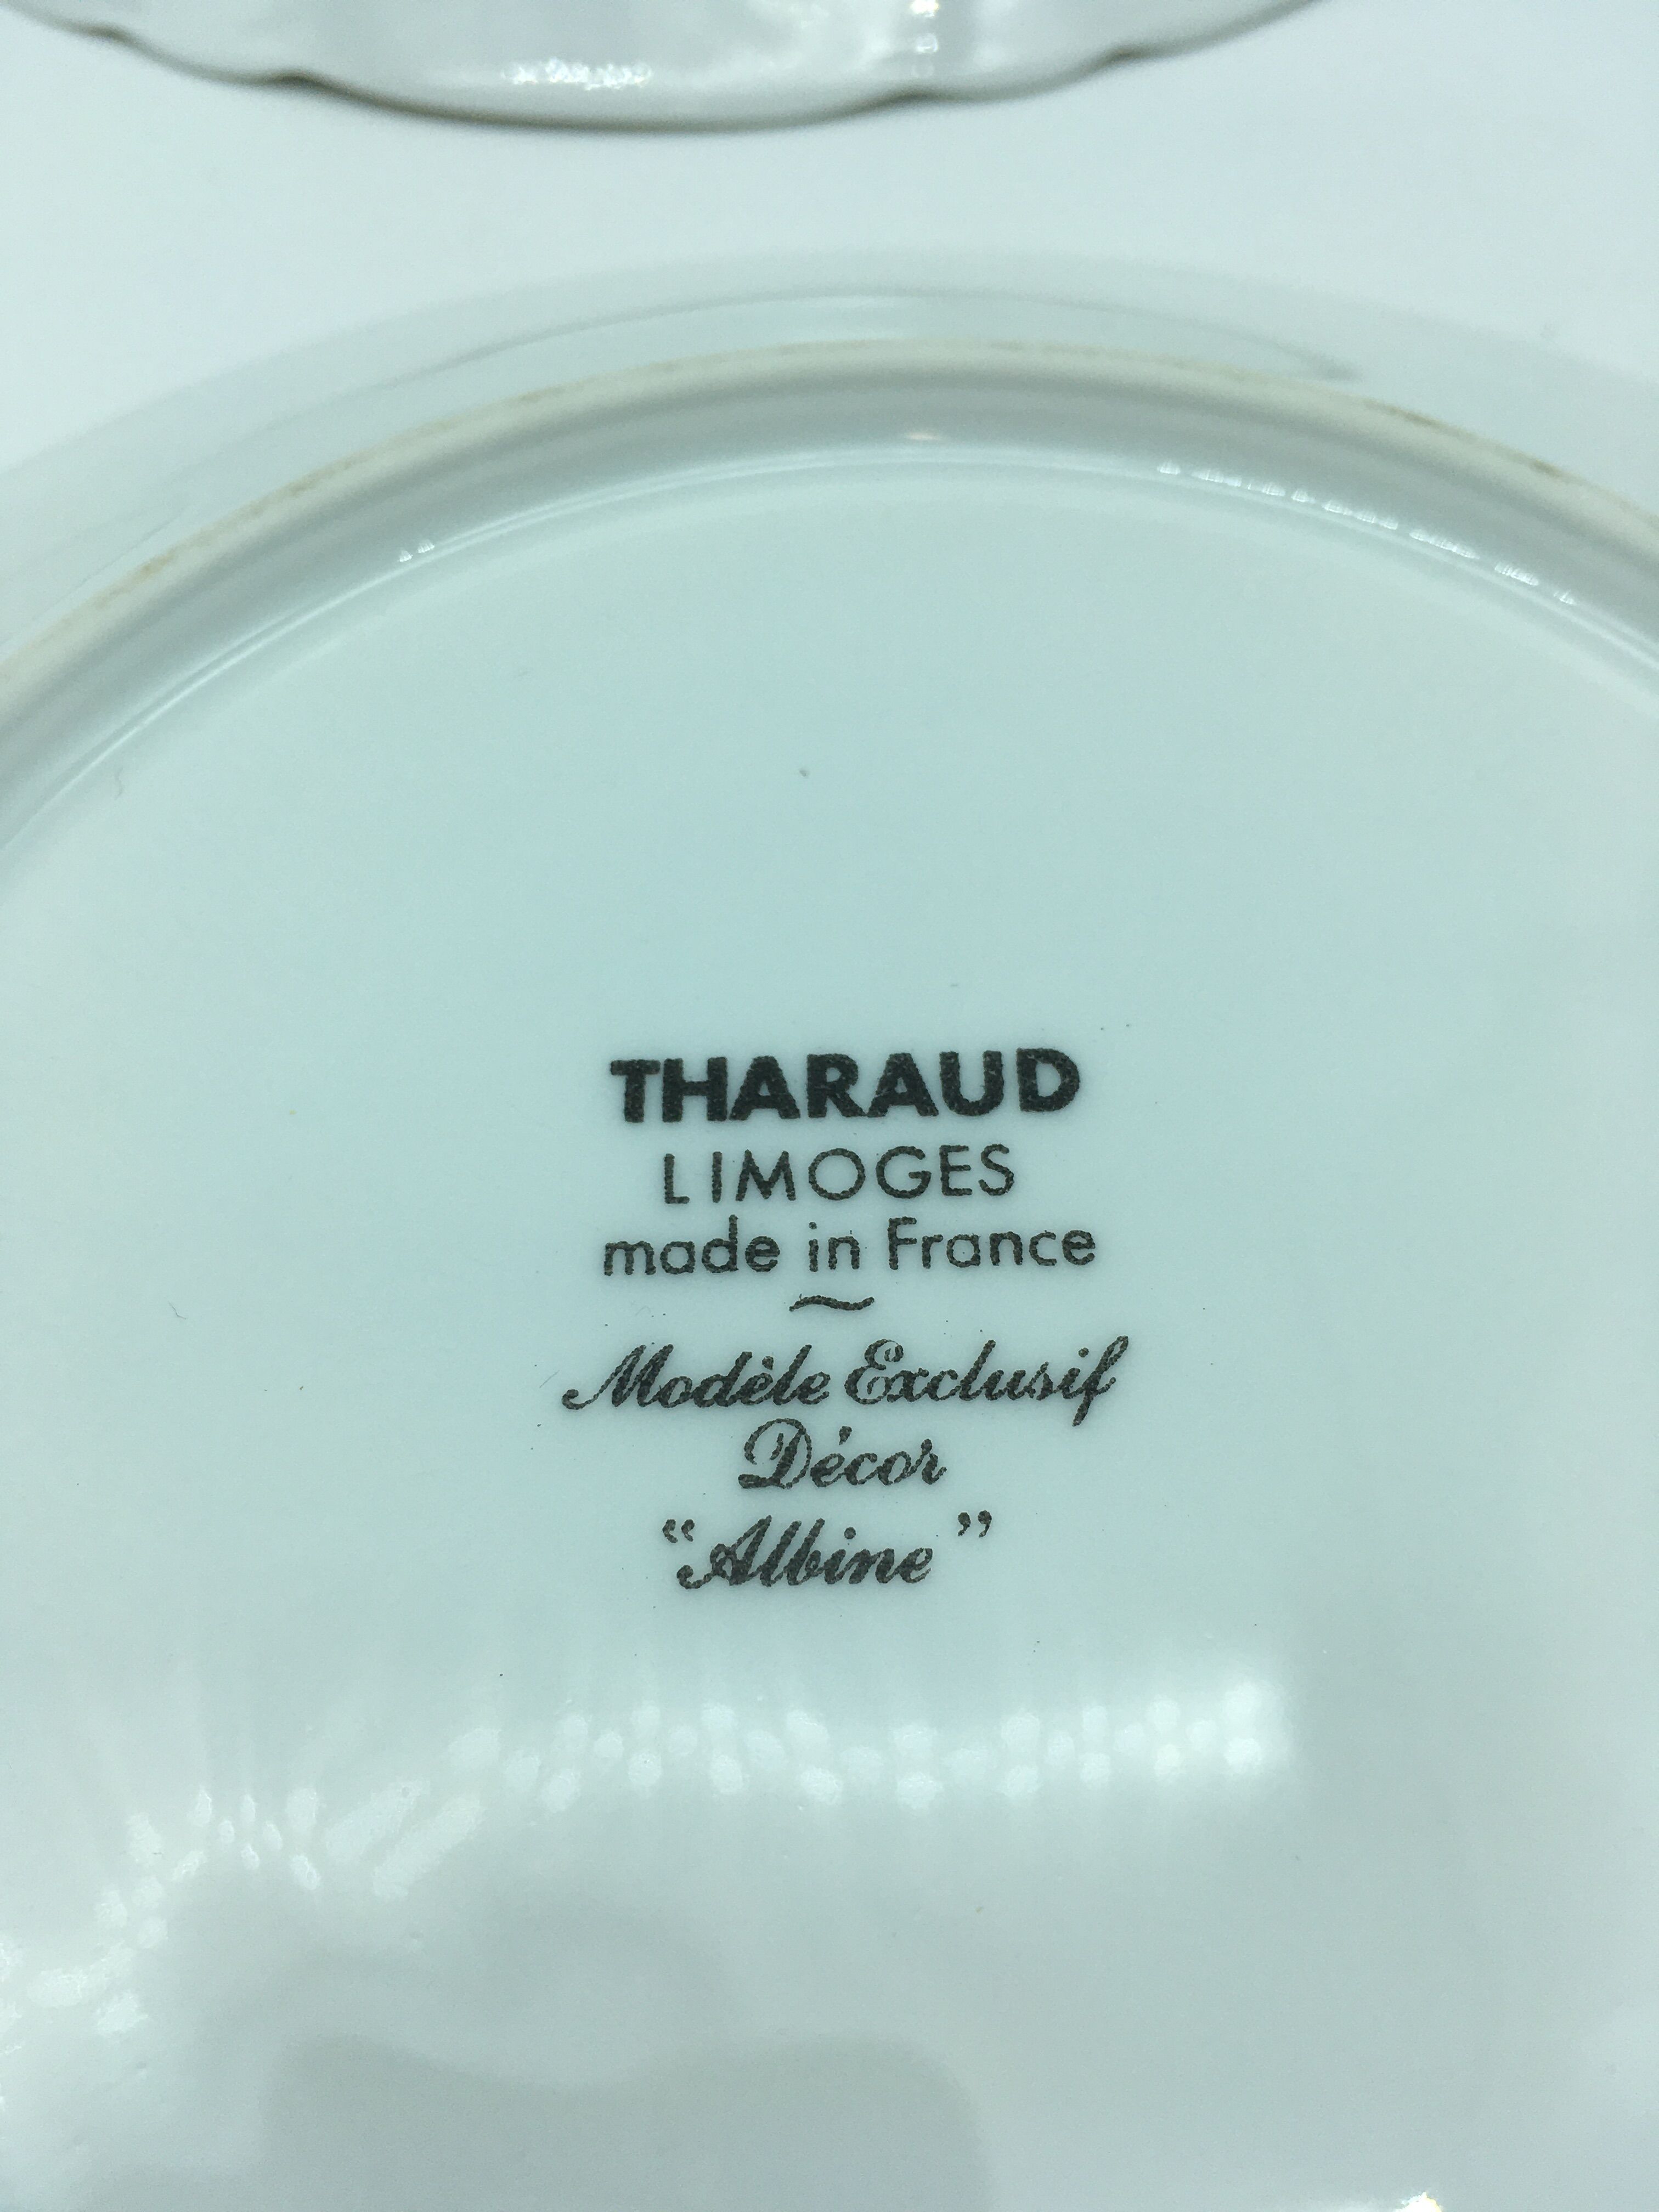 THARAUD
LIMOGES
made in France
~
Modèle Exclusif
Décor
“Albine”